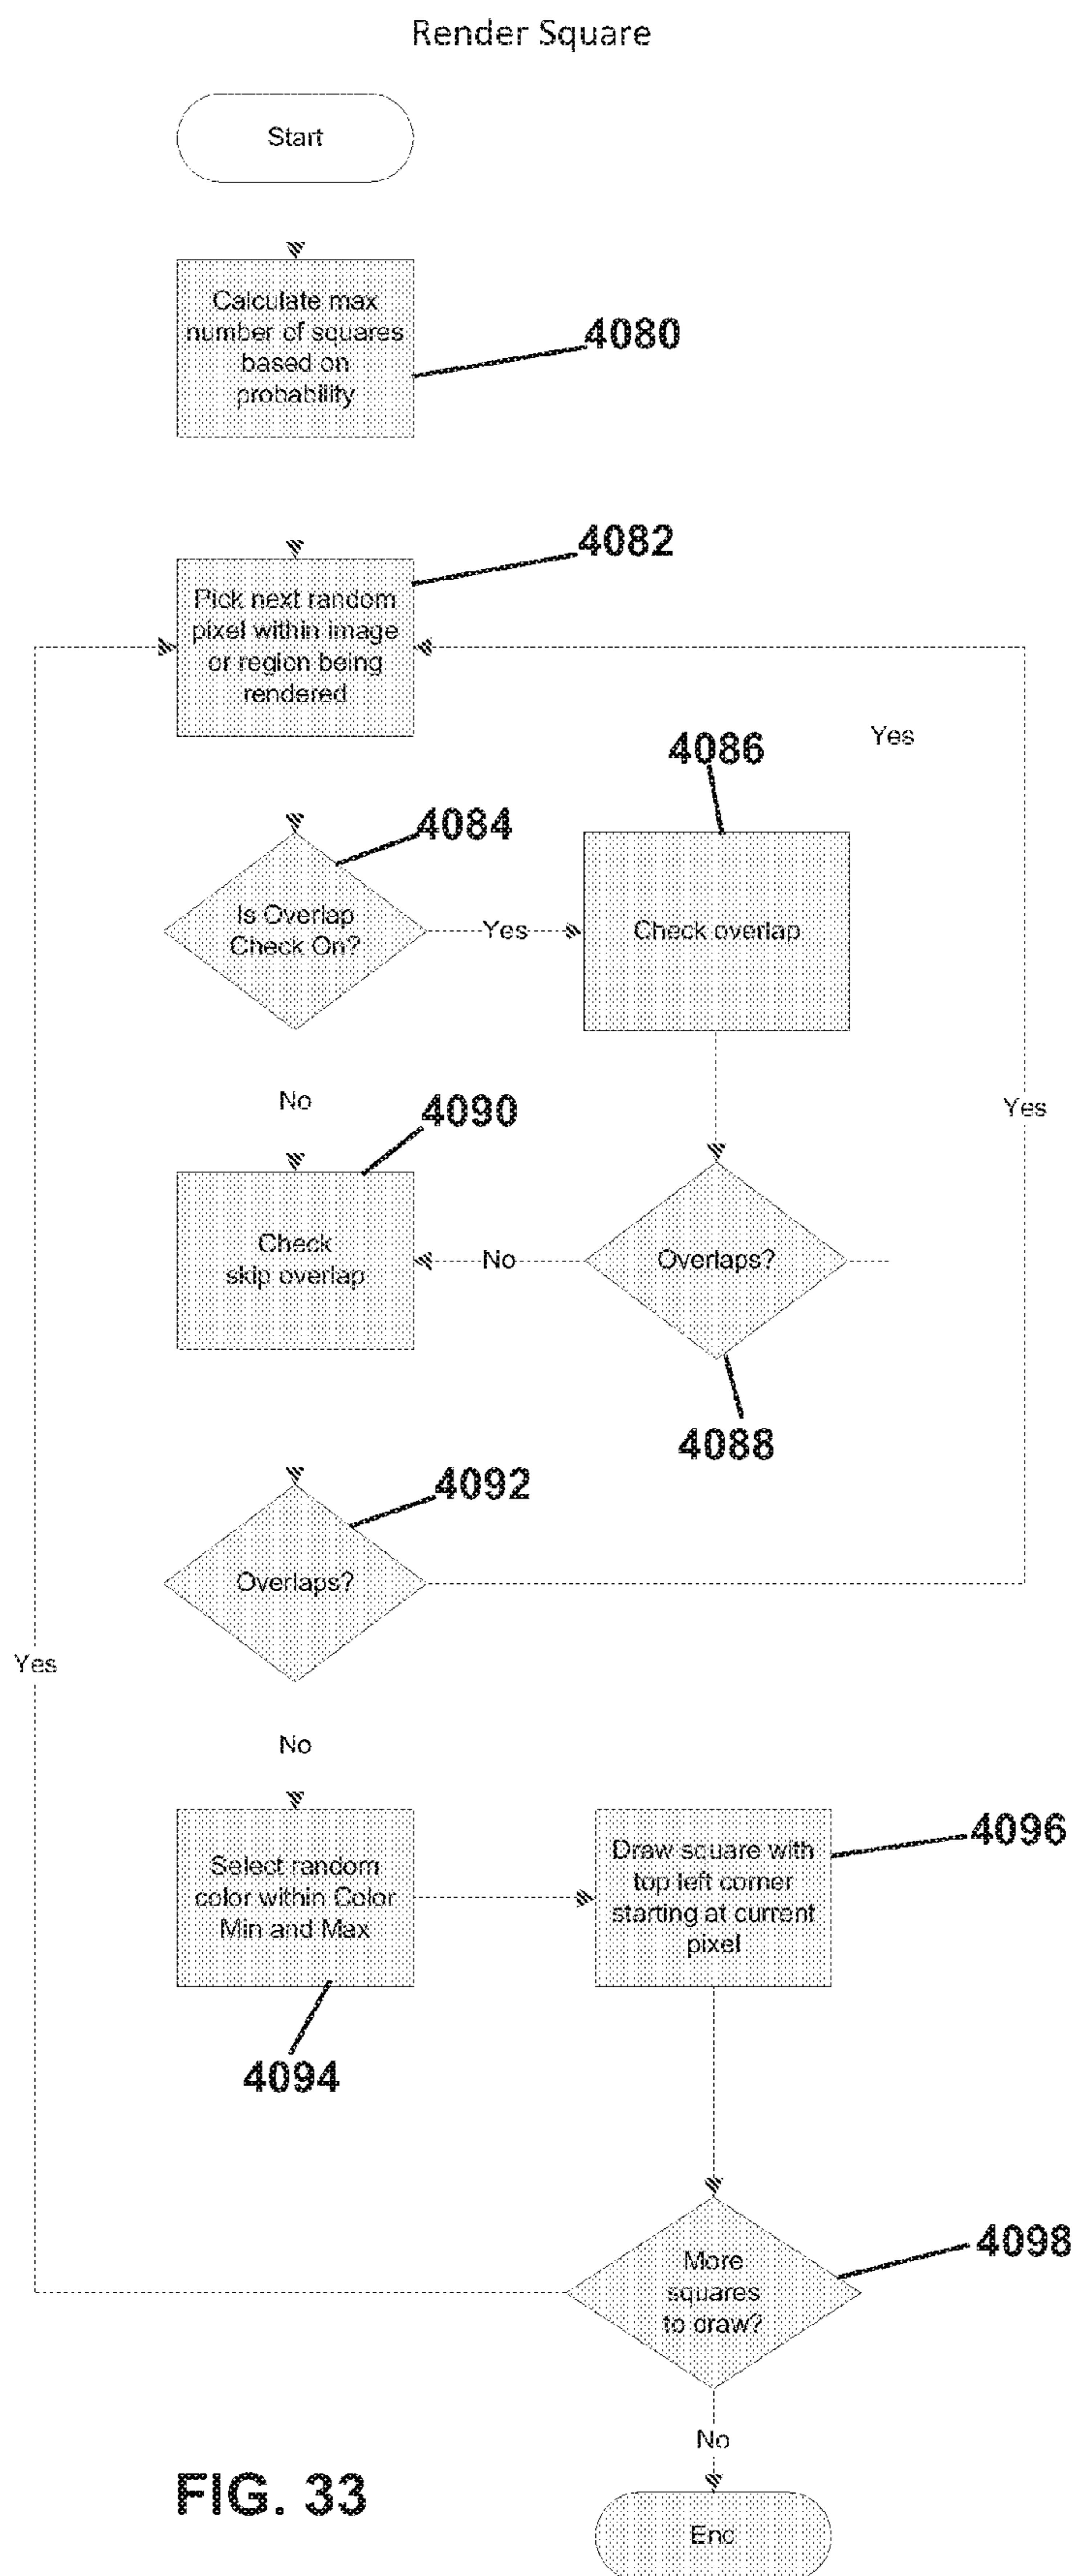 Render Square
Start
Calculate max
number of squares
based on
probability
4080
4082
Pick next random
pixel within image
or region being
rendered
4086
Yes
4084
Is Overlap
Check On?
Yes
Check overlap
No
4090
Yes
Check
skip overlap
No
Overlaps?
4088
4092
Overlaps?
Yes
No
Select random
color within Color
Min and Max
Draw square with
top left corner
starting at current
pixel
4096
4094
More
squares
to draw?
4098
No
FIG. 33
End